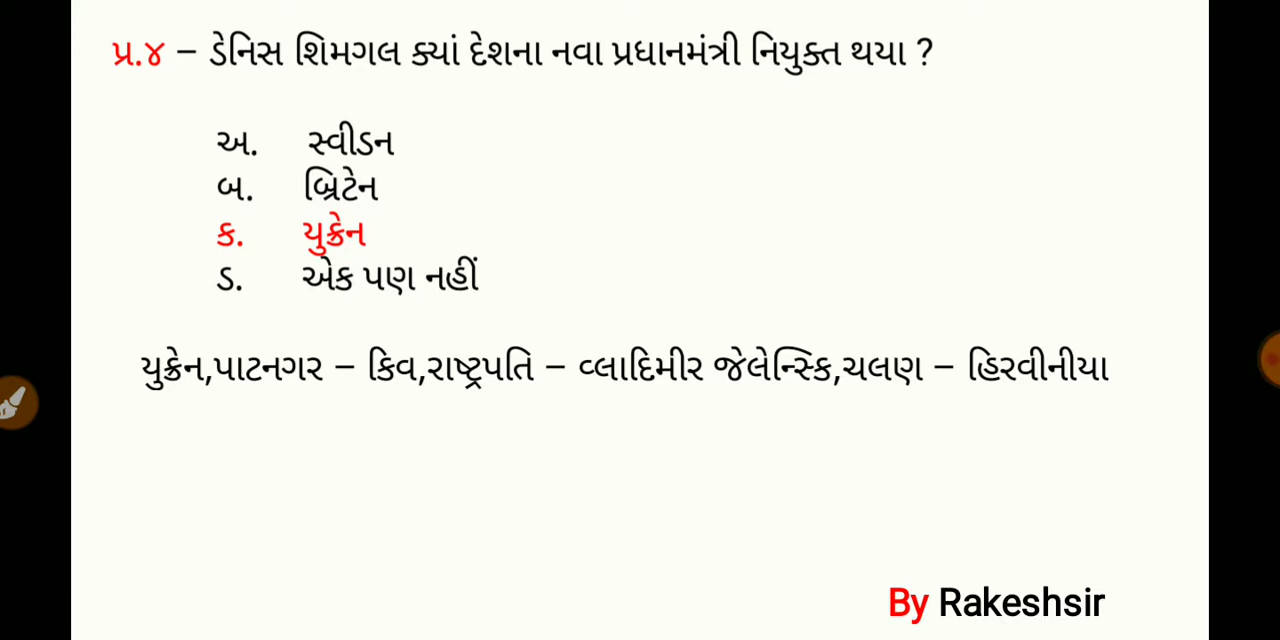 પ્ર.૪ – ડેનિસ શિમગલ ક્યાં દેશના નવા પ્રધાનમંત્રી નિયુક્ત થયા ?
અ. સ્વીડન
બ. બ્રિટેન
ક. યુક્રેન
ડ. એક પણ નહીં
યુક્રેન,પાટનગર – કિવ,રાષ્ટ્રપતિ – વ્લાદિમીર જેલેન્સ્કિ,ચલણ – હિરવીનીયા
By Rakeshsir